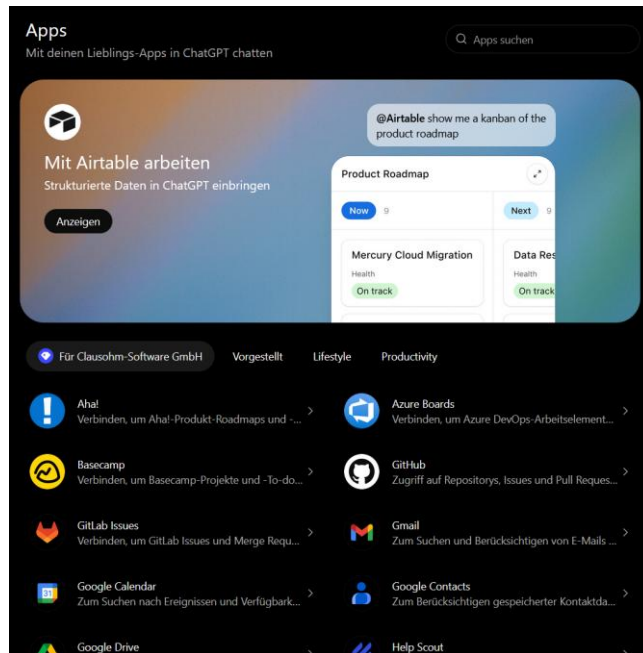 Apps
Mit deinen Lieblings-Apps in ChatGPT chatten
Apps suchen
Mit Airtable arbeiten
Strukturierte Daten in ChatGPT einbringen
Anzeigen
@Airtable show me a kanban of the
product roadmap
Product Roadmap
Now 9
Next 9
Mercury Cloud Migration
Health
On track
Data Res
Health
On track
Für Clausohm-Software GmbH
Vorgestellt
Lifestyle
Productivity
Aha!
Verbinden, um Aha!-Produkt-Roadmaps und -...
Azure Boards
Verbinden, um Azure DevOps-Arbeitselement...
Basecamp
Verbinden, um Basecamp-Projekte und -To-do...
GitHub
Zugriff auf Repositorys, Issues und Pull Reques...
GitLab Issues
Verbinden, um GitLab Issues und Merge Requ...
Gmail
Zum Suchen und Berücksichtigen von E-Mails ...
Google Calendar
Zum Suchen nach Ereignissen und Verfügbark...
31
Google Contacts
Zum Berücksichtigen gespeicherter Kontaktda...
Google Drive
Help Scout